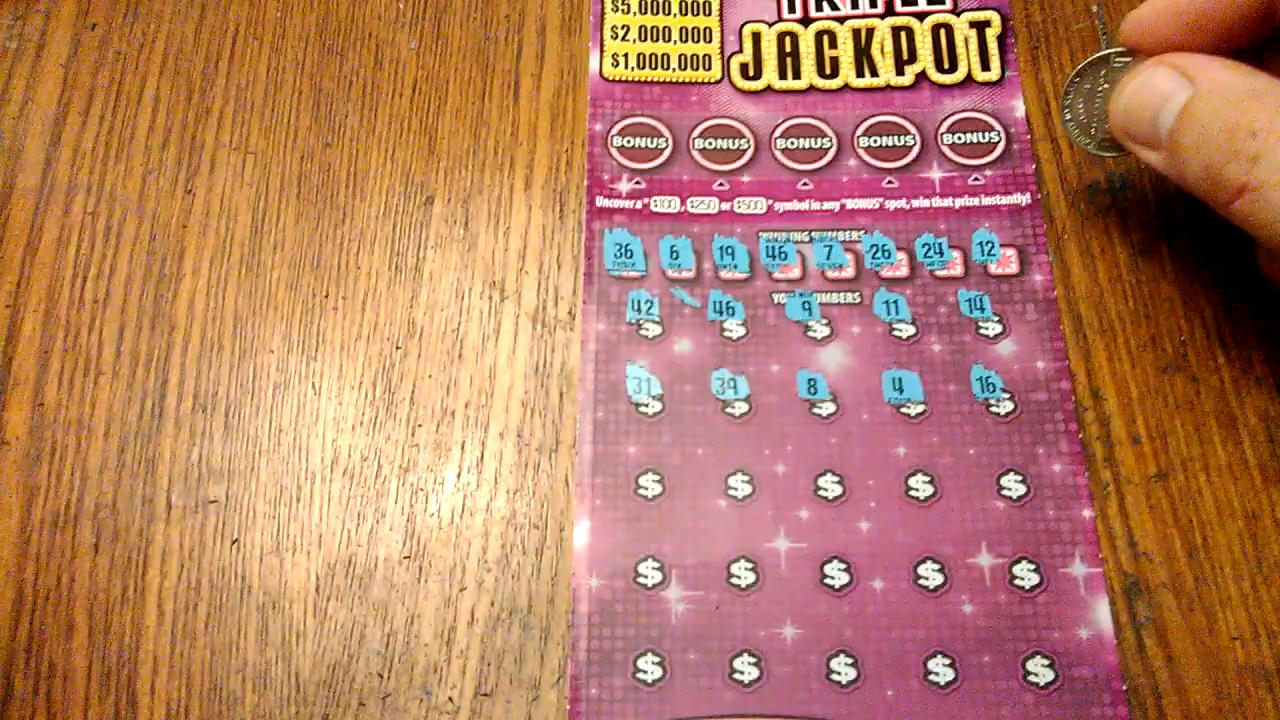 $5,000,000
$2,000,000
$1,000,000
JACKPOT
BONUS BONUS BONUS BONUS BONUS
Uncover a "$100, $250 or $500" symbol in any "BONUS" spot, win that prize instantly!
WINNING NUMBERS
36 6 19 46 7 26 24 12
YOUR NUMBERS
42 46 9 11 14
$ $ $ $ $
31 39 8 4 16
$ $ $ $ $
$ $ $ $ $
$ $ $ $ $
$ $ $ $ $